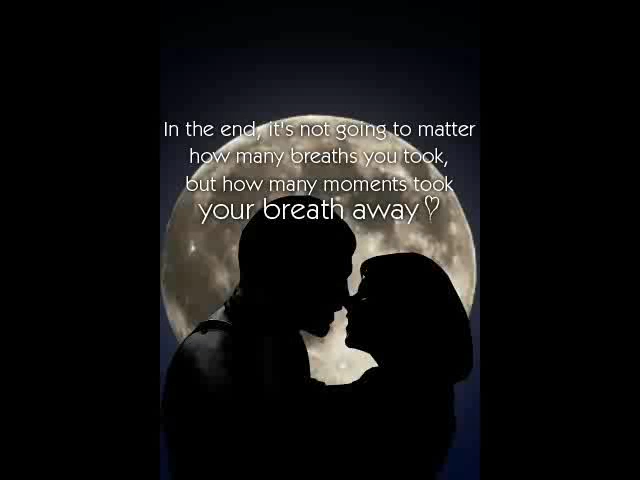 In the end, it's not going to matter
how many breaths you took,
but how many moments took
your breath away♡